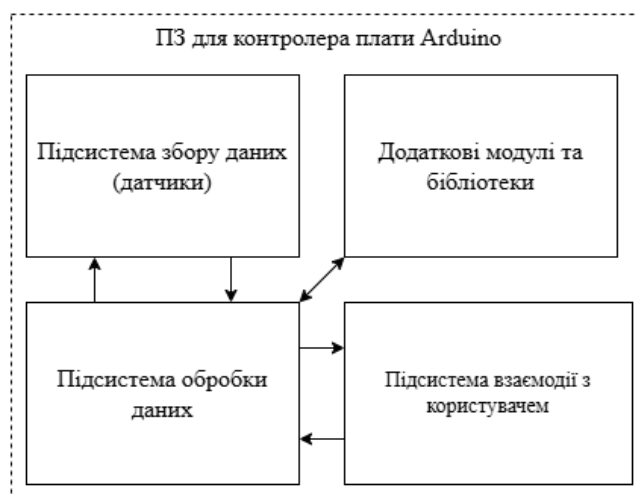 ПЗ для контролера плати Arduino
Підсистема збору даних
(датчики)
Додаткові модулі та
бібліотеки
Підсистема обробки
даних
Підсистема взаємодії з
користувачем